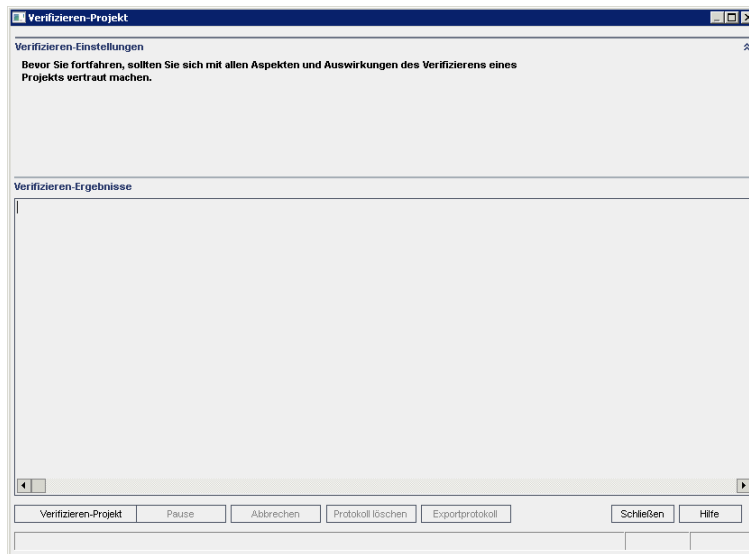 Verifizieren-Projekt
Verifizieren-Einstellungen
Bevor Sie fortfahren, sollten Sie sich mit allen Aspekten und Auswirkungen des Verifizierens eines
Projekts vertraut machen.
Verifizieren-Ergebnisse
Verifizieren-Projekt Pause Abbrechen Protokoll löschen Exportprotokoll Schließen Hilfe